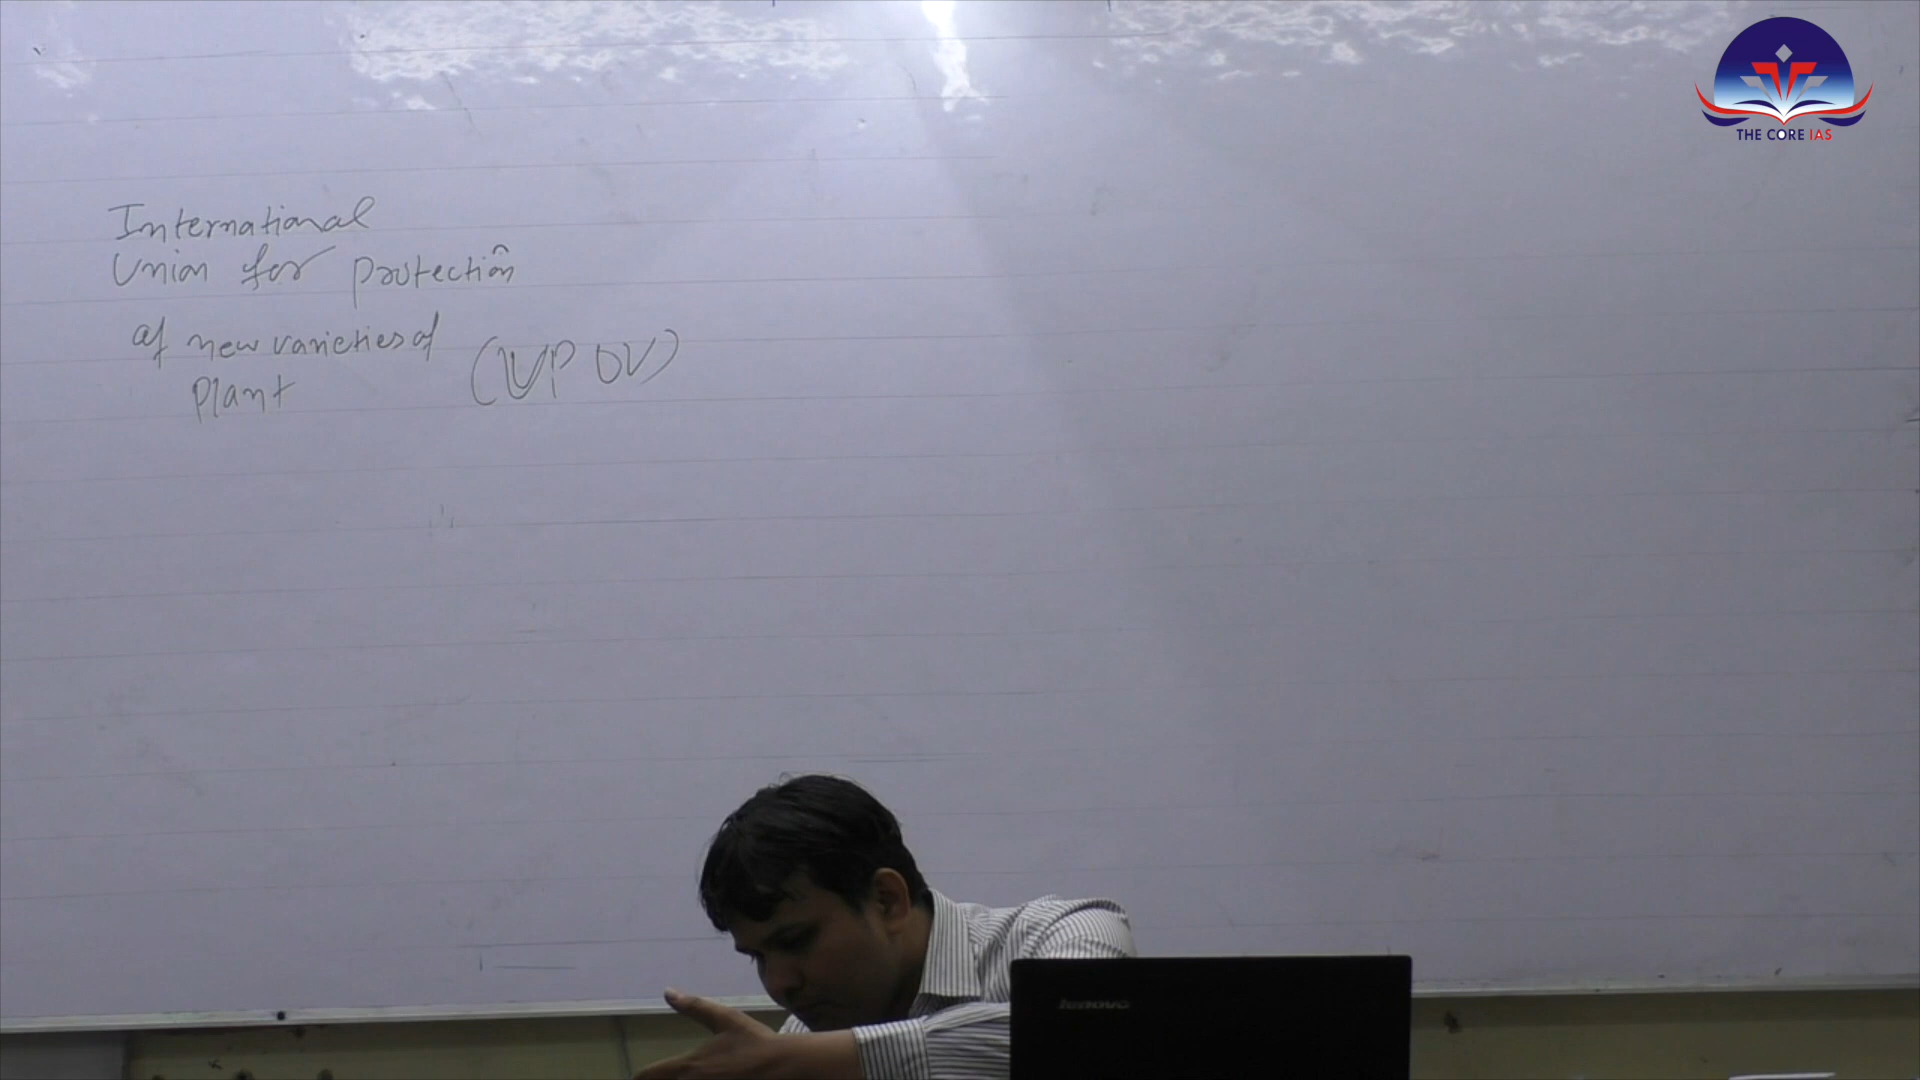 International
Union for protection
of new varieties of
Plant
(UPOV)
THE CORE IAS
lenovo